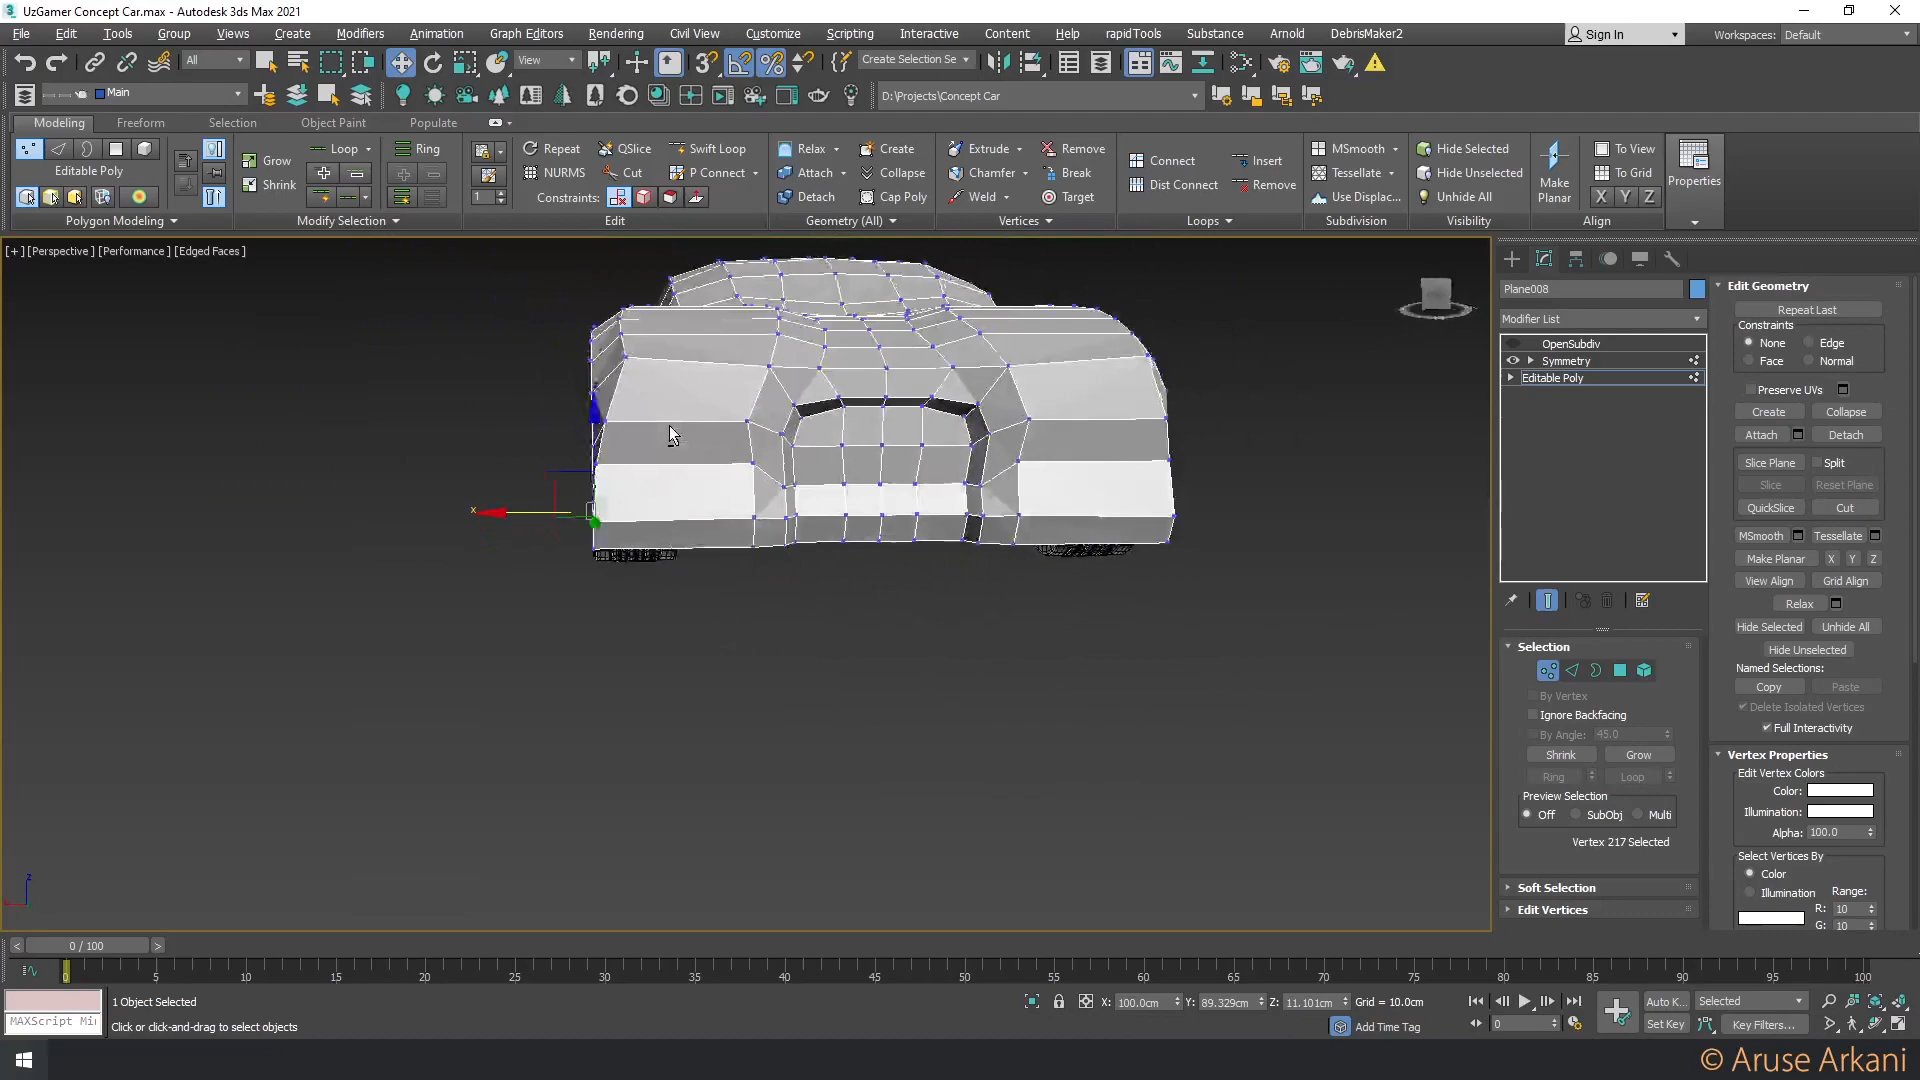 UzGamer Concept Car.max - Autodesk 3ds Max 2021
File Edit Tools Group Views Create Modifiers Animation Graph Editors Rendering Civil View Customize Scripting Interactive Content Help rapidTools Substance Arnold DebrisMaker2 Sign In Workspaces: Default
All View Create Selection Se
Main D:\Projects\Concept Car
Modeling Freeform Selection Object Paint Populate
Loop Ring Repeat QSlice Swift Loop Relax Create Extrude Remove MSmooth Hide Selected To View
Editable Poly Grow NURMS Cut P Connect Attach Collapse Chamfer Break Connect Insert Tessellate Hide Unselected Make Planar To Grid Properties
Shrink 1 Constraints: Detach Cap Poly Weld Target Dist Connect Remove Use Displac... Unhide All X Y Z
Polygon Modeling Modify Selection Edit Geometry (All) Vertices Loops Subdivision Visibility Align
[+] [Perspective] [Performance] [Edged Faces]
x
z
Plane008
Modifier List
OpenSubdiv
Symmetry
Editable Poly
Selection
By Vertex
Ignore Backfacing
By Angle: 45.0
Shrink Grow
Ring Loop
Preview Selection
Off SubObj Multi
Vertex 217 Selected
Soft Selection
Edit Vertices
Edit Geometry
Repeat Last
Constraints
None Edge
Face Normal
Preserve UVs
Create Collapse
Attach Detach
Slice Plane Split
Slice Reset Plane
QuickSlice Cut
MSmooth Tessellate
Make Planar X Y Z
View Align Grid Align
Relax
Hide Selected Unhide All
Hide Unselected
Named Selections:
Copy Paste
Delete Isolated Vertices
Full Interactivity
Vertex Properties
Edit Vertex Colors
Color:
Illumination:
Alpha: 100.0
Select Vertices By
Color
Illumination Range:
R: 10
G: 10
< 0 / 100 >
0 5 10 15 20 25 30 35 40 45 50 55 60 65 70 75 80 85 90 95 100
1 Object Selected X: 100.0cm Y: 89.329cm Z: 11.101cm Grid = 10.0cm Auto K... Selected
MAXScript Mi Click or click-and-drag to select objects Add Time Tag 0 Set Key Key Filters...
© Aruse Arkani